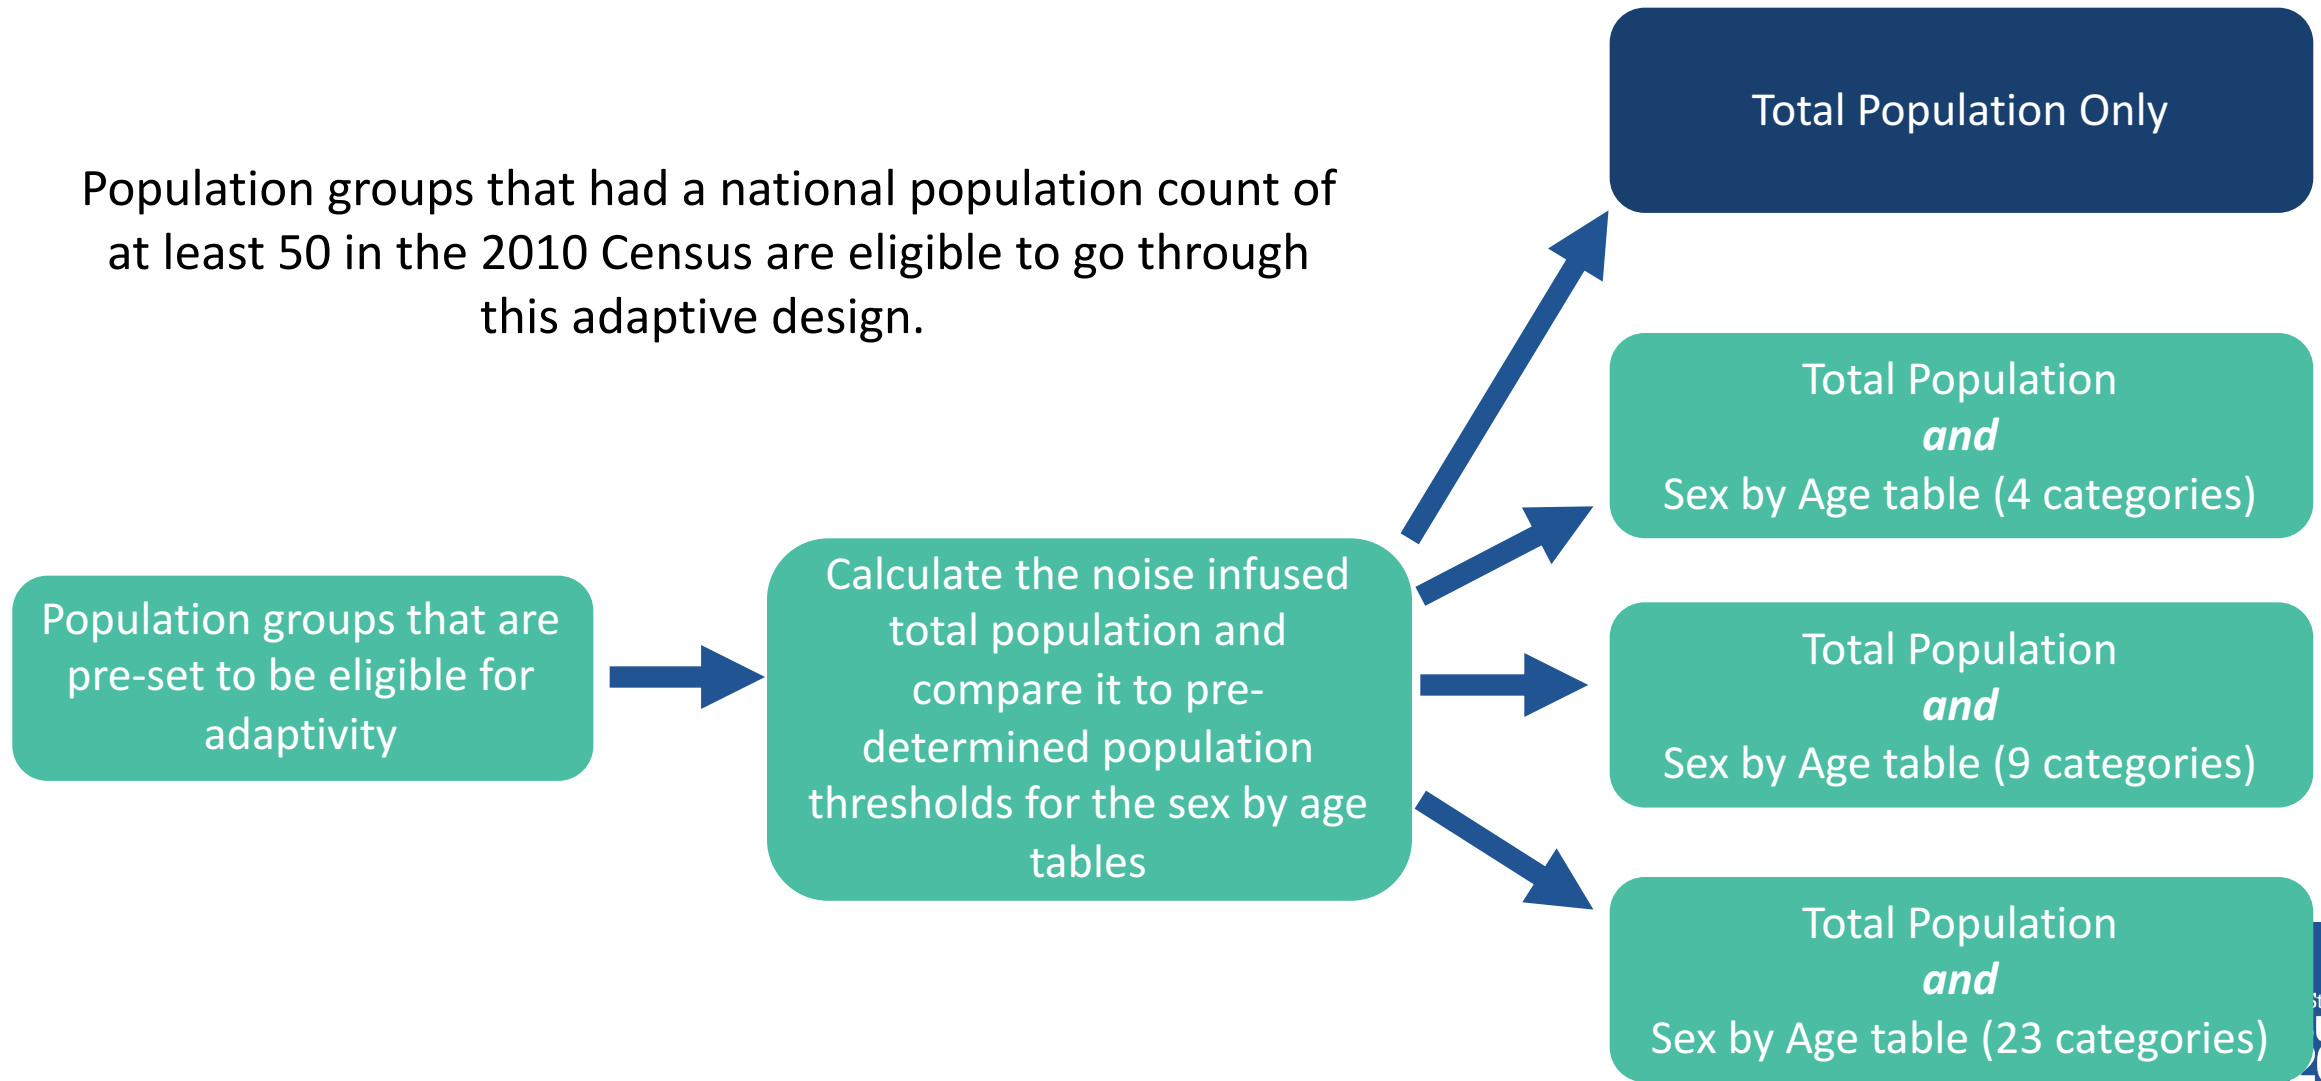 Total Population Only
Population groups that had a national population count of
at least 50 in the 2010 Census are eligible to go through
this adaptive design.
Total Population
and
Sex by Age table (4 categories)
Population groups that are
pre-set to be eligible for
adaptivity
Calculate the noise infused
total population and
compare it to pre-
determined population
thresholds for the sex by age
tables
Total Population
and
Sex by Age table (9 categories)
Total Population
and
Sex by Age table (23 categories)